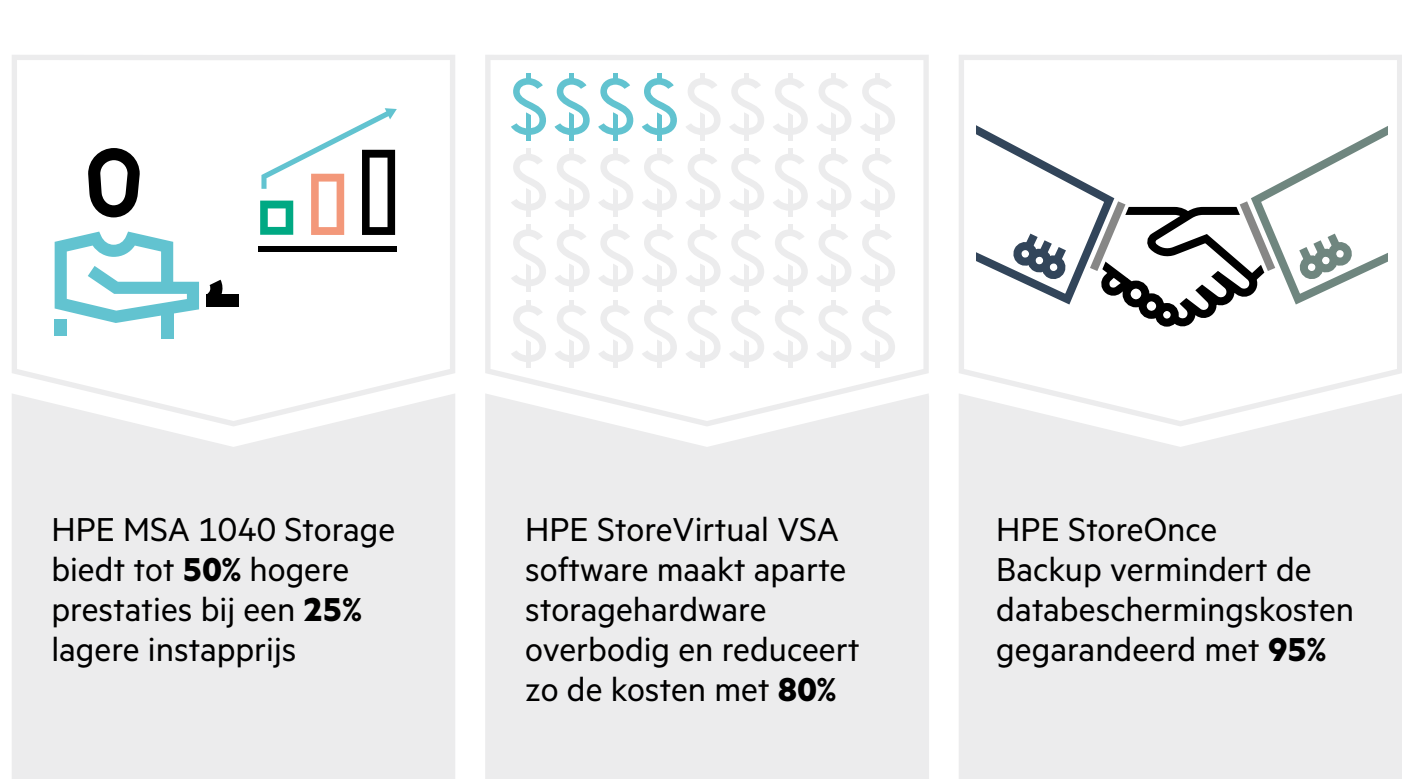 $$$$$$$$$
$$$$$$$$$
$$$$$$$$$
$$$$$$$$$
HPE MSA 1040 Storage
biedt tot 50% hogere
prestaties bij een 25%
lagere instapprijs
HPE StoreVirtual VSA
software maakt aparte
storagehardware
overbodig en reduceert
zo de kosten met 80%
HPE StoreOnce
Backup vermindert de
databeschermingskosten
gegarandeerd met 95%